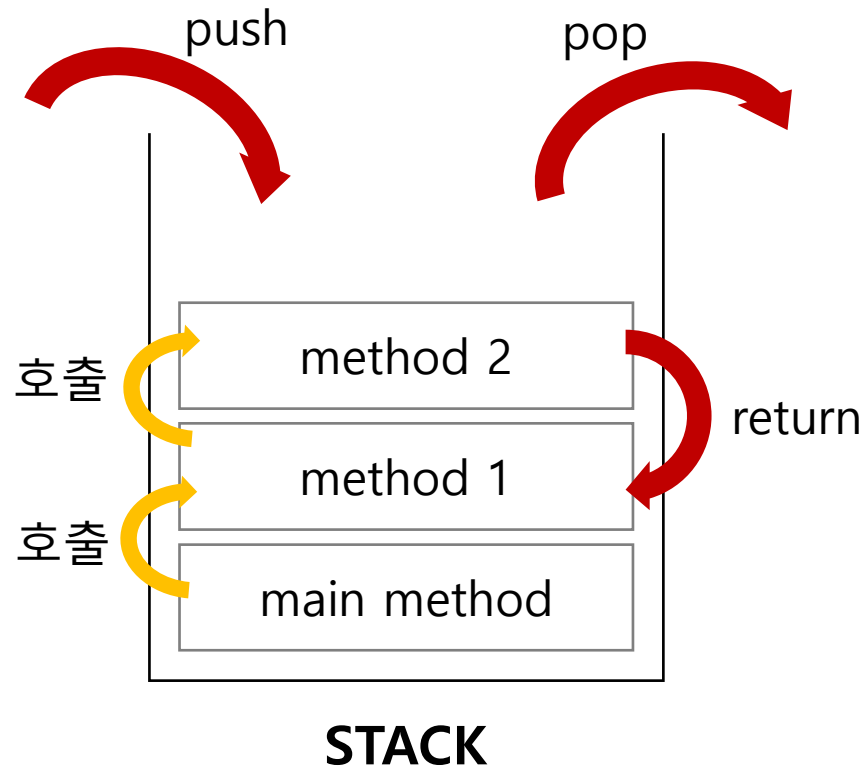 push
pop
method 2
호출
return
method 1
호출
main method
STACK